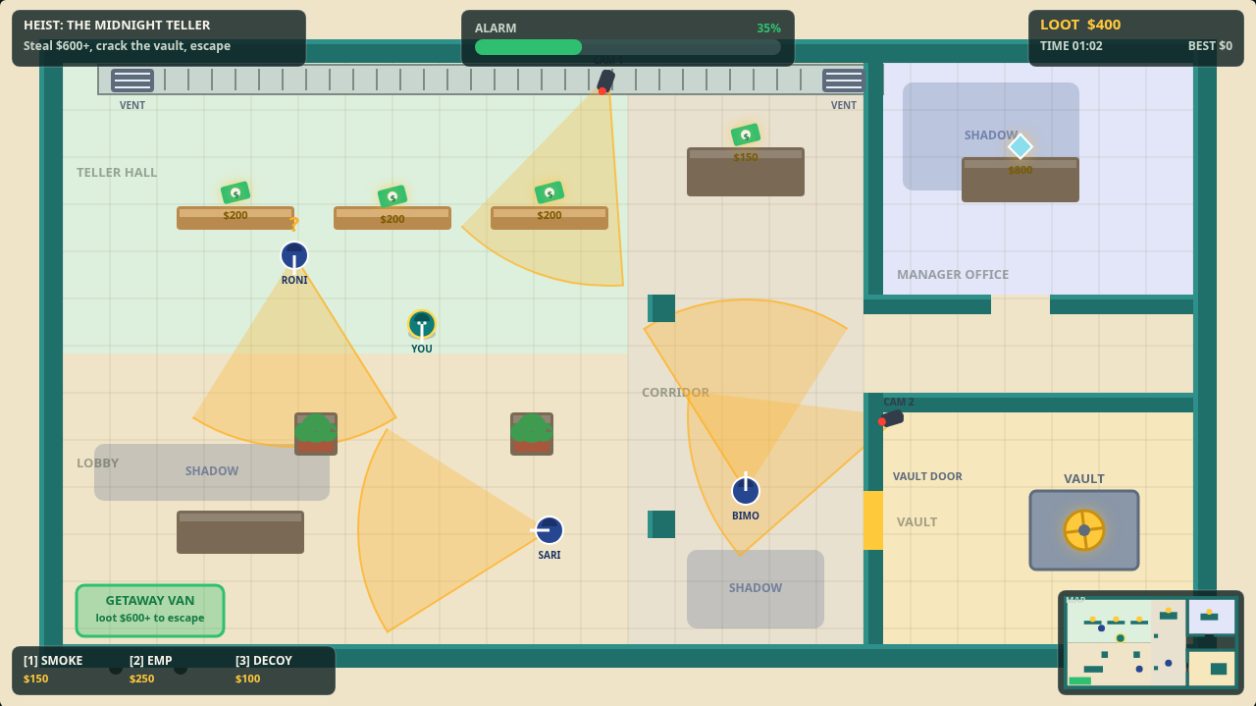 HEIST: THE MIDNIGHT TELLER
Steal $600+, crack the vault, escape
ALARM
35%
LOOT $400
TIME 01:02
BEST $0
VENT
VENT
TELLER HALL
$200
$200
$200
$150
SHADOW
$800
?
RONI
YOU
MANAGER OFFICE
CORRIDOR
CAM 2
LOBBY
SHADOW
VAULT DOOR
VAULT
VAULT
BIMO
SARI
SHADOW
GETAWAY VAN
loot $600+ to escape
MAP
[1] SMOKE
$150
[2] EMP
$250
[3] DECOY
$100